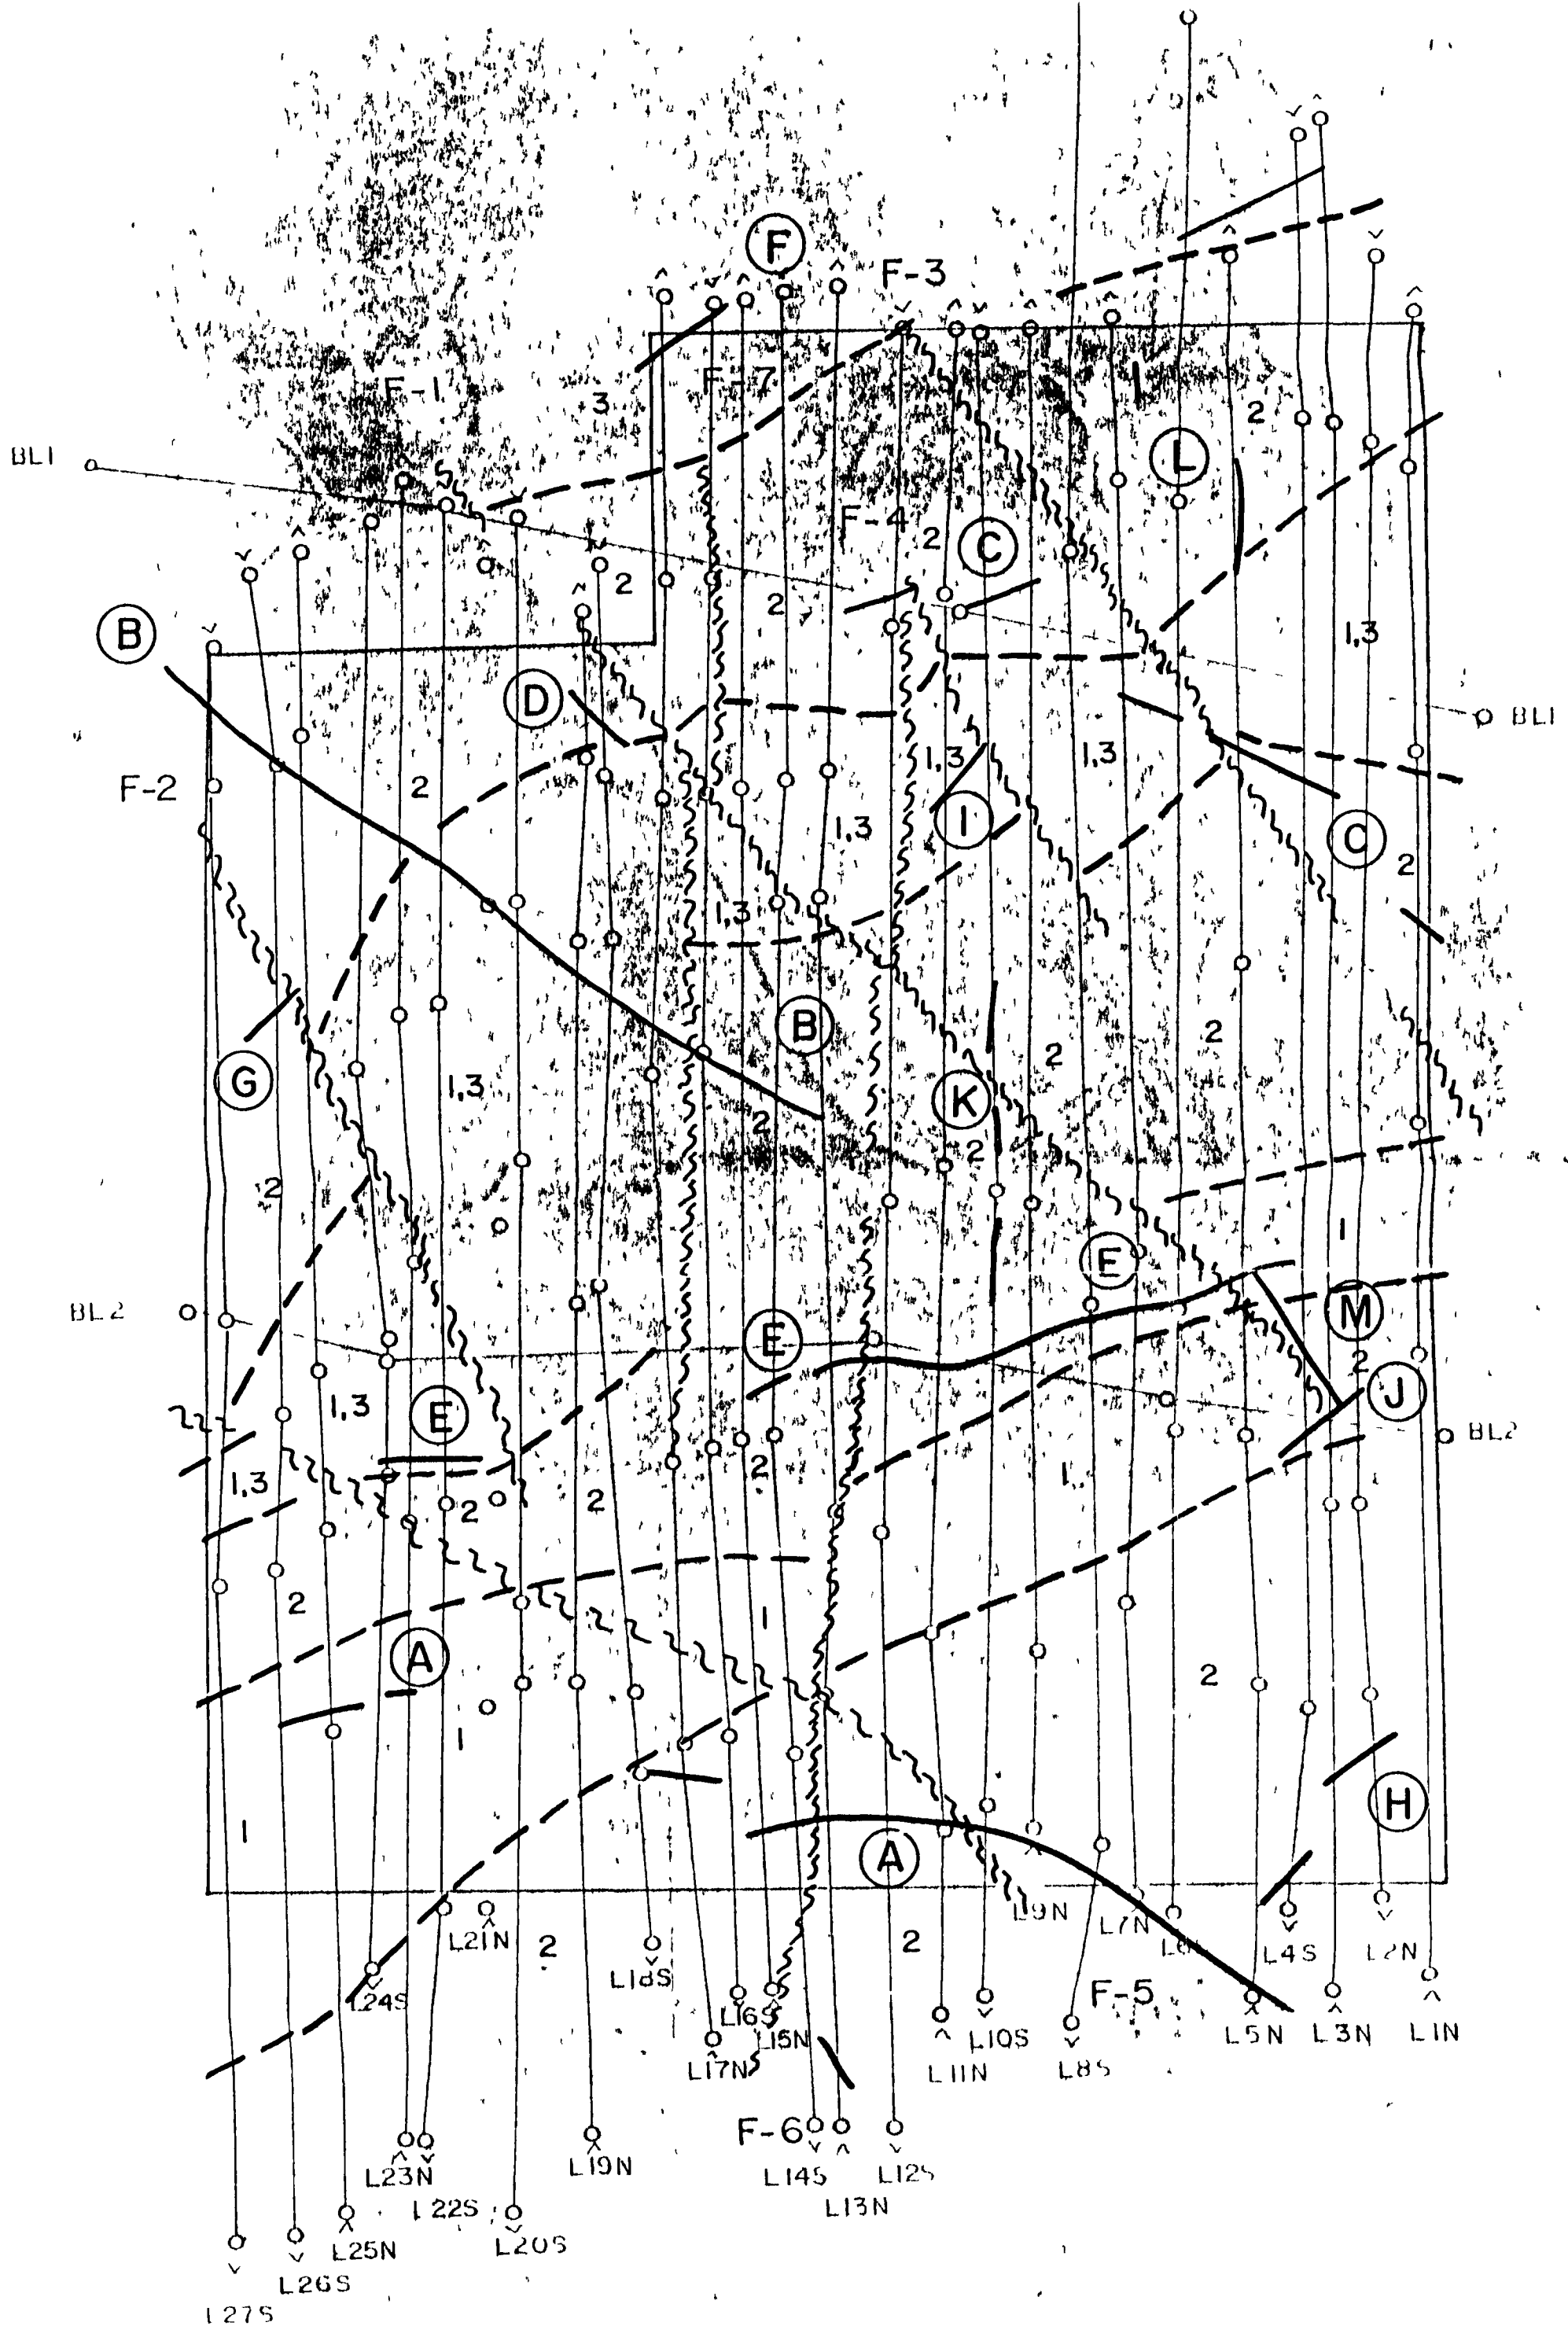 F
F-3
F-1
F-7
3
2
BL1
L
F-4
2
C
2
2
B
1,3
D
BL1
F-2
2
1,3
1,3
I
1,3
C
2
1,3
B
2
2
G
1,3
K
2
2
2
1
E
BL2
E
M
2
1,3
E
J
BL2
1,3
2
2
2
1
2
1
A
2
1
H
1
A
L9N
L7N
L21N
2
2
L4S
L2N
L18S
L24S
F-5
L16S
L15N
L10S
L5N
L3N
L1N
L17N
L11N
L8S
F-6
L23N
L19N
L14S
L12S
L22S
L13N
L25N
L20S
L26S
L27S